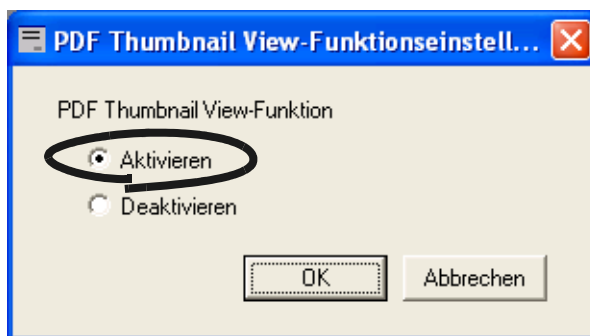 PDF Thumbnail View-Funktionseinstell...
PDF Thumbnail View-Funktion
Aktivieren
Deaktivieren
OK Abbrechen